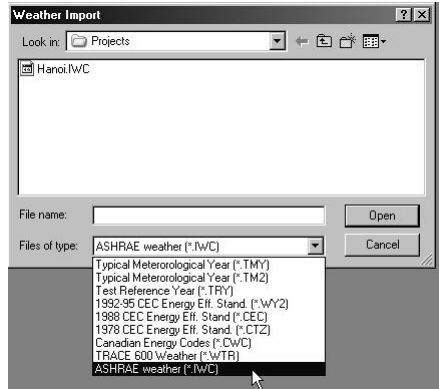 Weather Import
Look in: Projects
Hanoi.IWC
File name:
Open
Files of type: ASHRAE weather (*.IWC)
Cancel
Typical Meterorological Year (*.TMY)
Typical Meterorological Year (*.TM2)
Test Reference Year (*.TRY)
1992-95 CEC Energy Eff. Stand. (*.WY2)
1988 CEC Energy Eff. Stand (*.CEC)
1978 CEC Energy Eff. Stand. (*.CTZ)
Canadian Energy Codes (*.CWC)
TRACE 600 Weather (*.WTR)
ASHRAE weather (*.IWC)